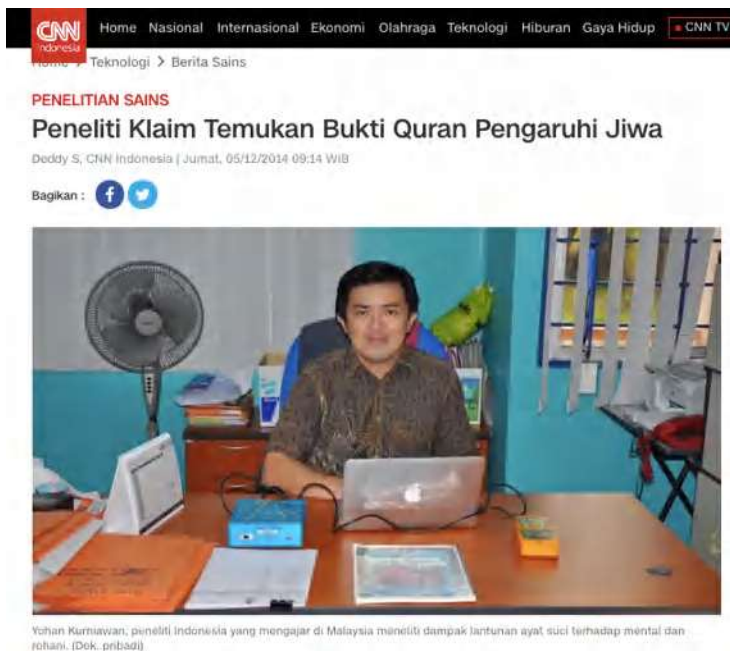 CNN Indonesia
Home Nasional Internasional Ekonomi Olahraga Teknologi Hiburan Gaya Hidup CNN TV
Home > Teknologi > Berita Sains
PENELITIAN SAINS
Peneliti Klaim Temukan Bukti Quran Pengaruhi Jiwa
Deddy S, CNN Indonesia | Jumat, 05/12/2014 09:14 WIB
Bagikan :
Yohan Kurniawan, peneliti Indonesia yang mengajar di Malaysia meneliti dampak lantunan ayat suci terhadap mental dan
rohani. (Dok. pribadi)